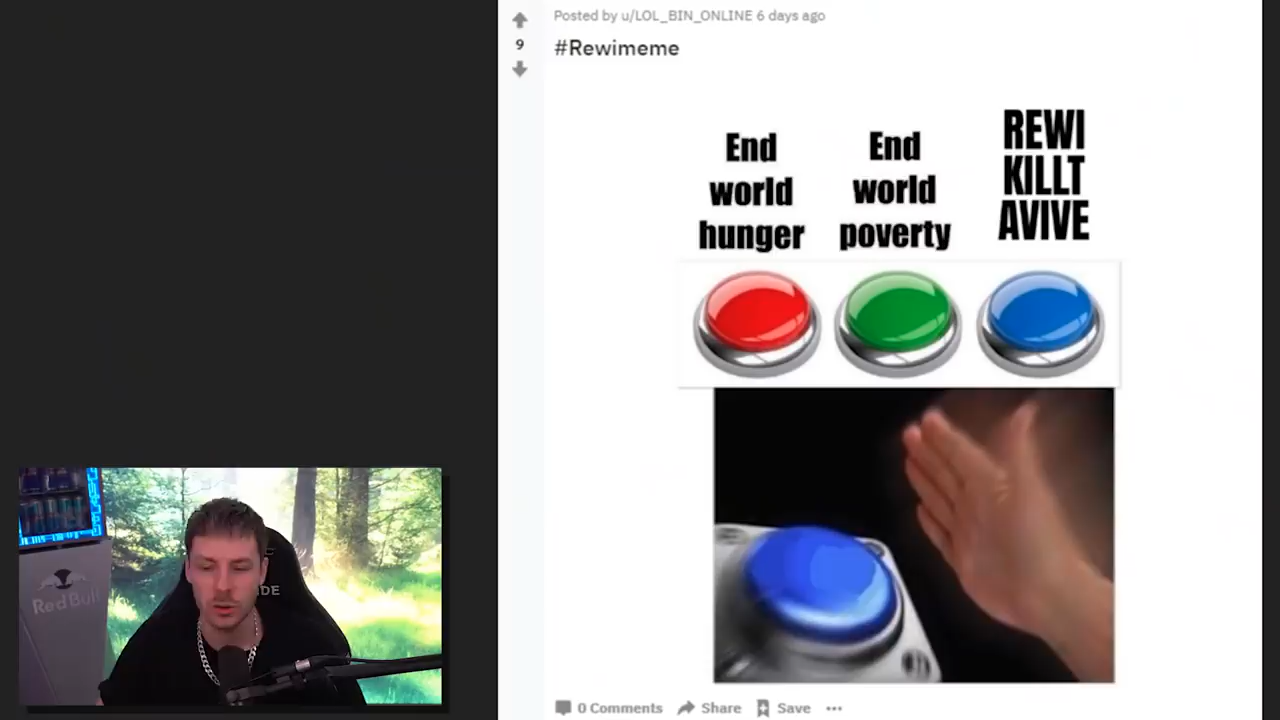 Posted by u/LOL_BIN_ONLINE 6 days ago
9
#Rewimeme
End
world
hunger
End
world
poverty
REWI
KILLT
AVIVE
0 Comments
Share
Save
Red Bull